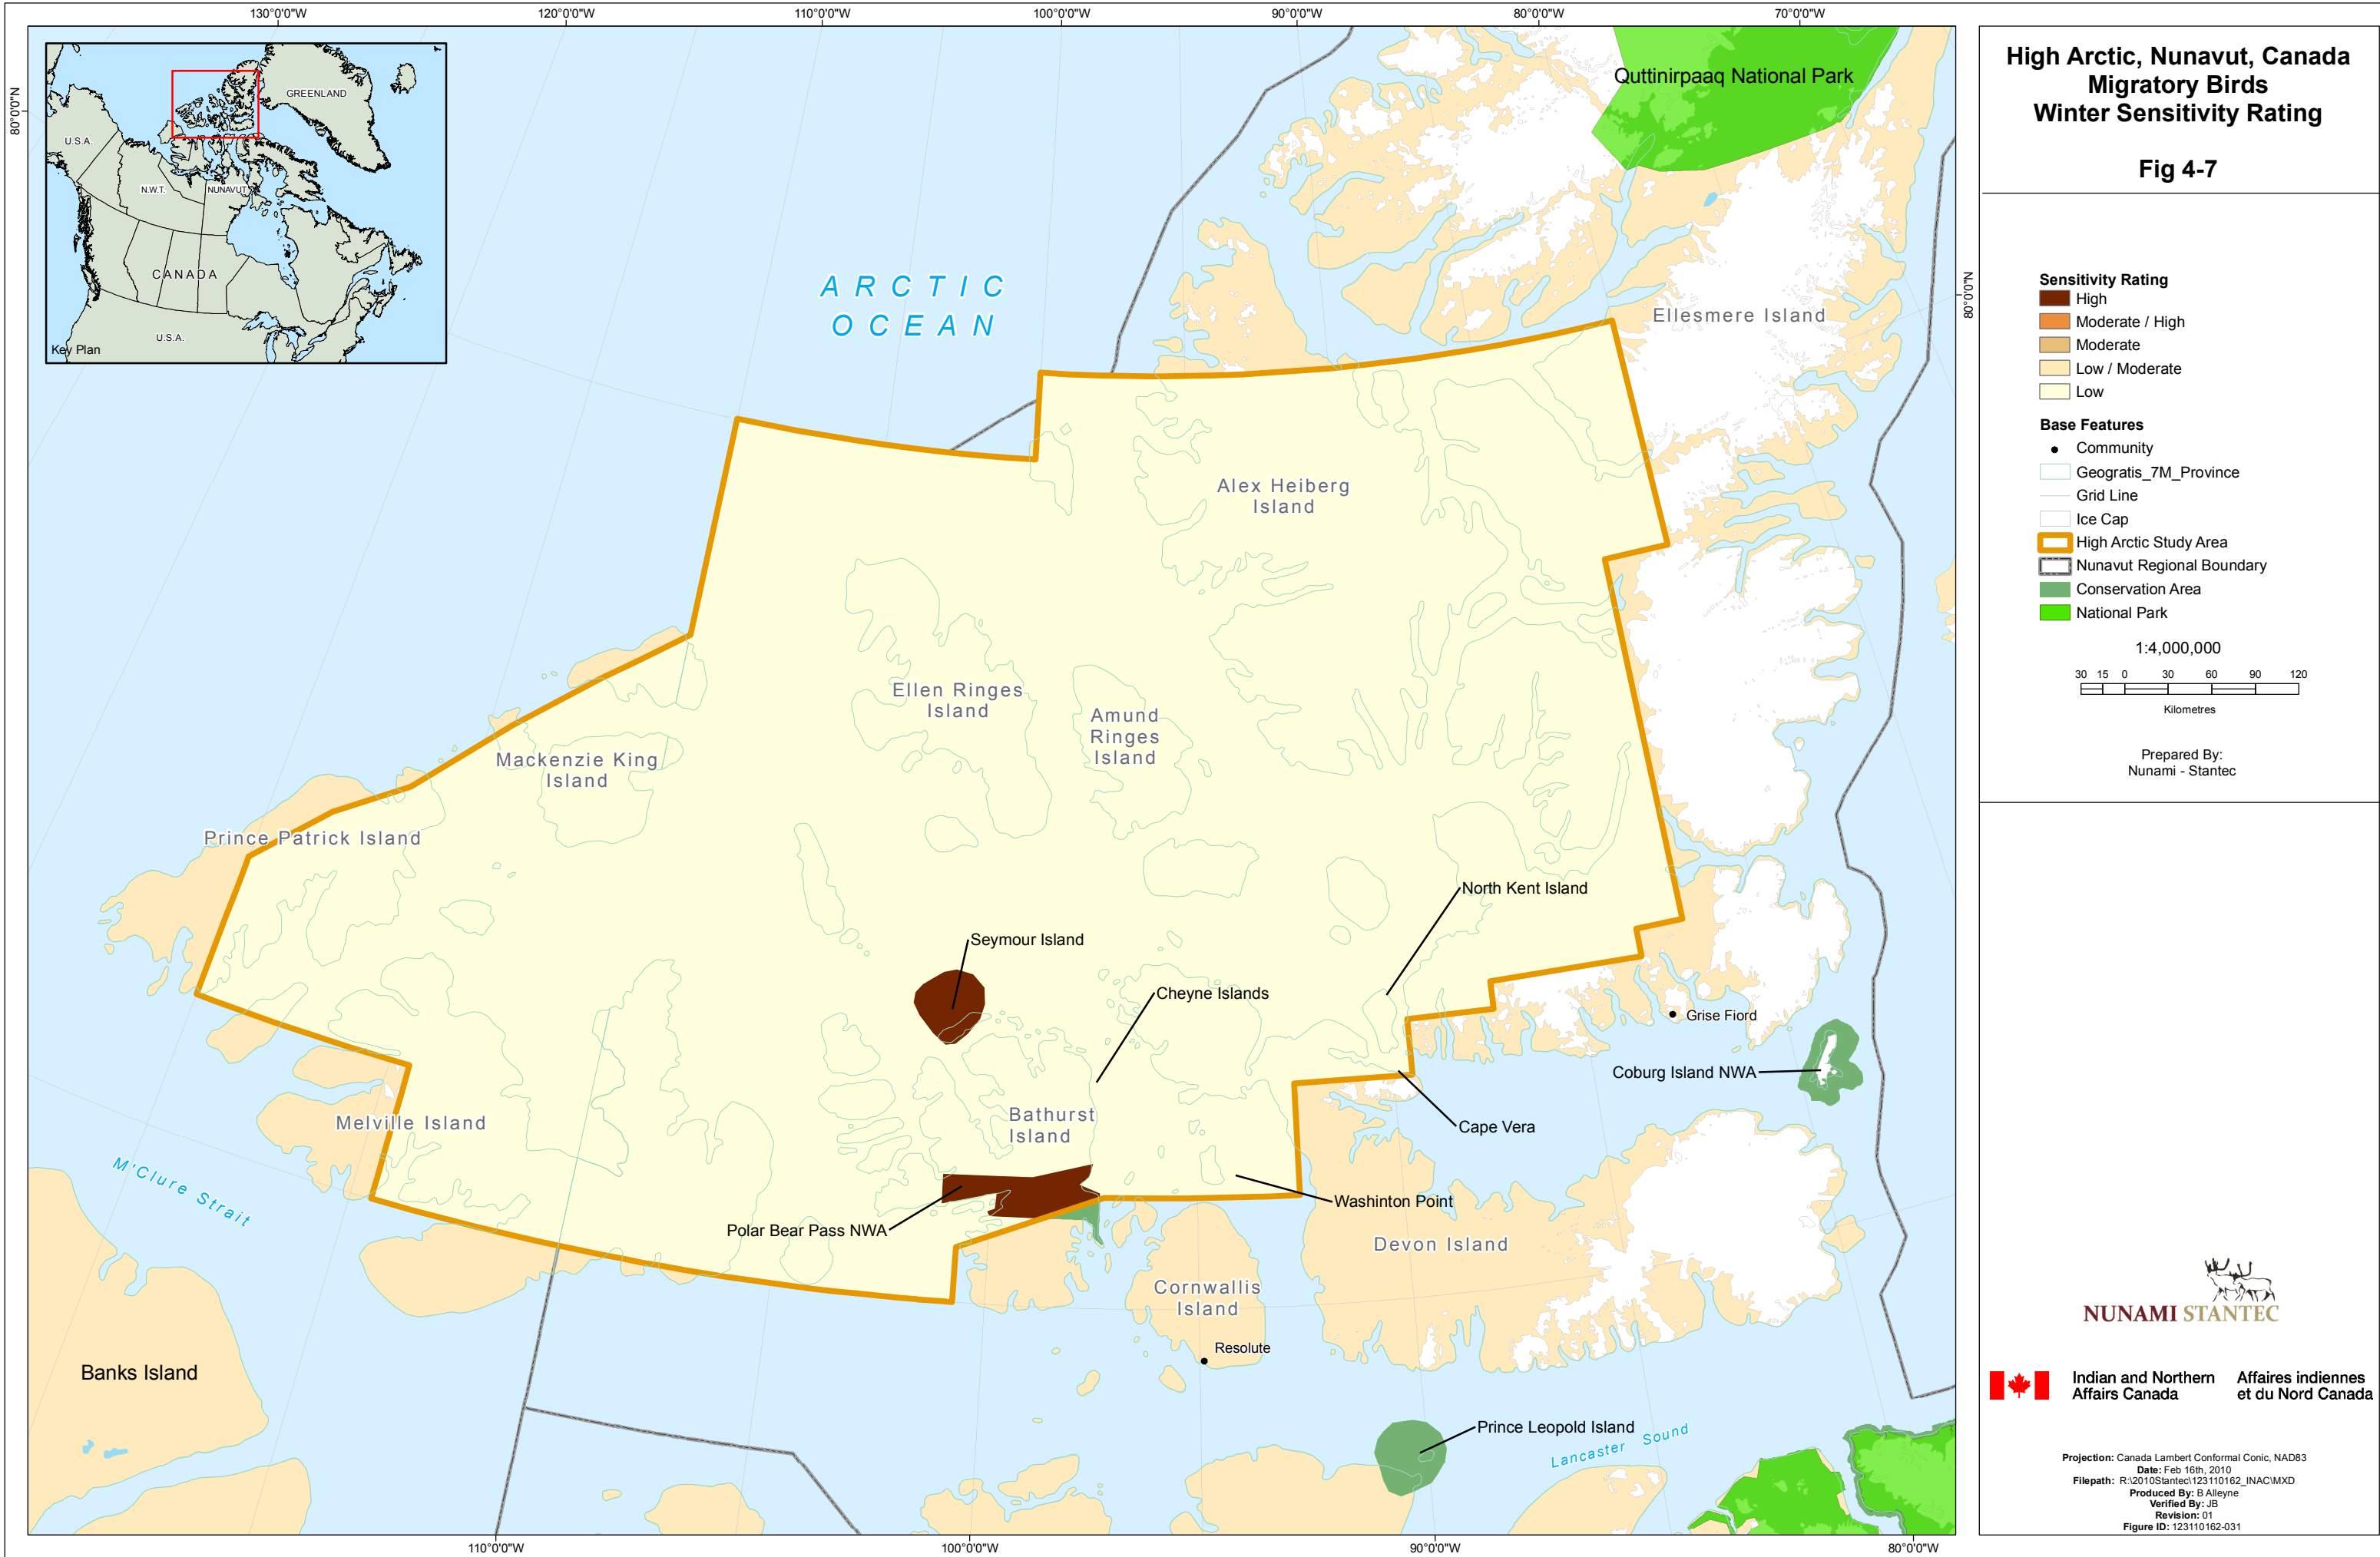 130°0'0"W
120°0'0"W
110°0'0"W
100°0'0"W
90°0'0"W
80°0'0"W
70°0'0"W
80°0'0"N
80°0'0"N
GREENLAND
U.S.A.
N.W.T.
NUNAVUT
CANADA
U.S.A.
Key Plan
Quttinirpaaq National Park
ARCTIC
OCEAN
Ellesmere Island
Alex Heiberg
Island
Ellen Ringes
Island
Amund
Ringes
Island
Mackenzie King
Island
Prince Patrick Island
North Kent Island
Seymour Island
Cheyne Islands
Grise Fiord
Coburg Island NWA
Melville Island
Bathurst
Island
Cape Vera
M'Clure Strait
Washinton Point
Polar Bear Pass NWA
Devon Island
Cornwallis
Island
Resolute
Banks Island
Prince Leopold Island
Lancaster Sound
110°0'0"W
100°0'0"W
90°0'0"W
80°0'0"W
High Arctic, Nunavut, Canada
Migratory Birds
Winter Sensitivity Rating
Fig 4-7
Sensitivity Rating
High
Moderate / High
Moderate
Low / Moderate
Low
Base Features
Community
Geogratis_7M_Province
Grid Line
Ice Cap
High Arctic Study Area
Nunavut Regional Boundary
Conservation Area
National Park
1:4,000,000
30 15 0 30 60 90 120
Kilometres
Prepared By:
Nunami - Stantec
NUNAMI STANTEC
Indian and Northern
Affairs Canada
Affaires indiennes
et du Nord Canada
Projection: Canada Lambert Conformal Conic, NAD83
Date: Feb 16th, 2010
Filepath: R:\2010Stantec\123110162_INAC\MXD
Produced By: B Alleyne
Verified By: JB
Revision: 01
Figure ID: 123110162-031